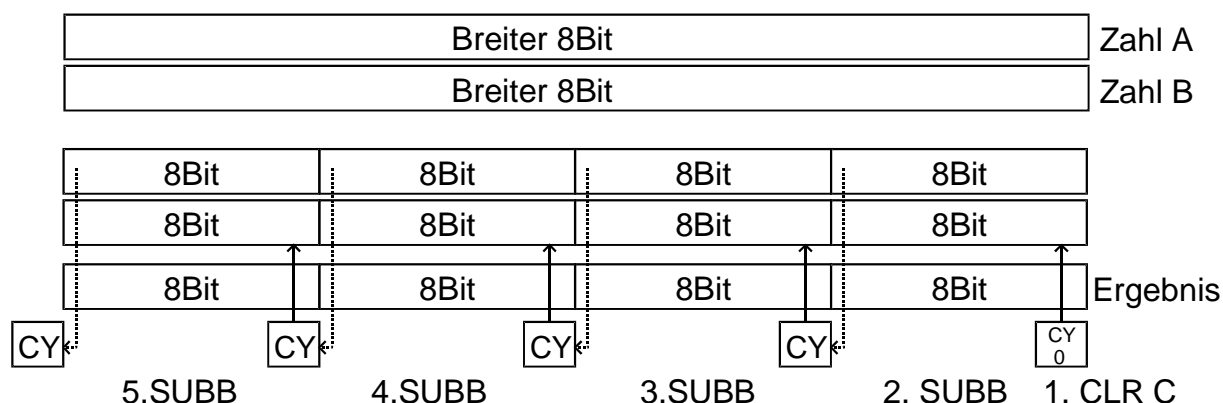 Breiter 8Bit Zahl A
Breiter 8Bit Zahl B
8Bit 8Bit 8Bit 8Bit
8Bit 8Bit 8Bit 8Bit
8Bit 8Bit 8Bit 8Bit Ergebnis
CY CY CY CY CY
0
5.SUBB 4.SUBB 3.SUBB 2. SUBB 1. CLR C